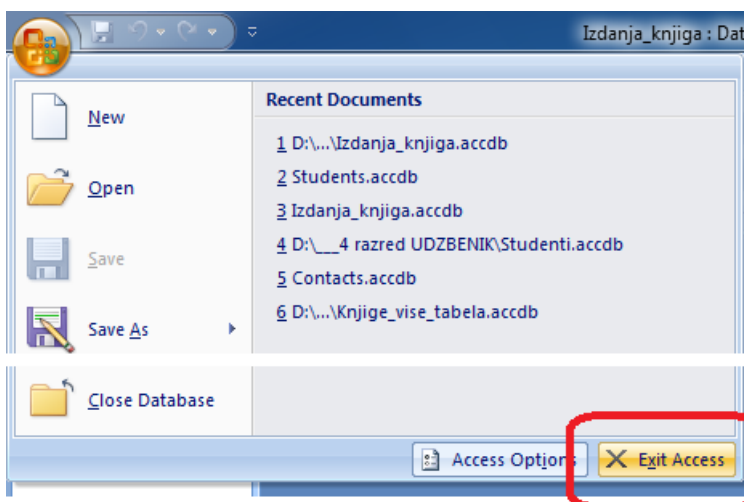 Izdanja_knjiga : Dat
New
Open
Save
Save As
Close Database
Recent Documents
1 D:\...\Izdanja_knjiga.accdb
2 Students.accdb
3 Izdanja_knjiga.accdb
4 D:\___4 razred UDZBENIK\Studenti.accdb
5 Contacts.accdb
6 D:\...\Knjige_vise_tabela.accdb
Access Options
Exit Access